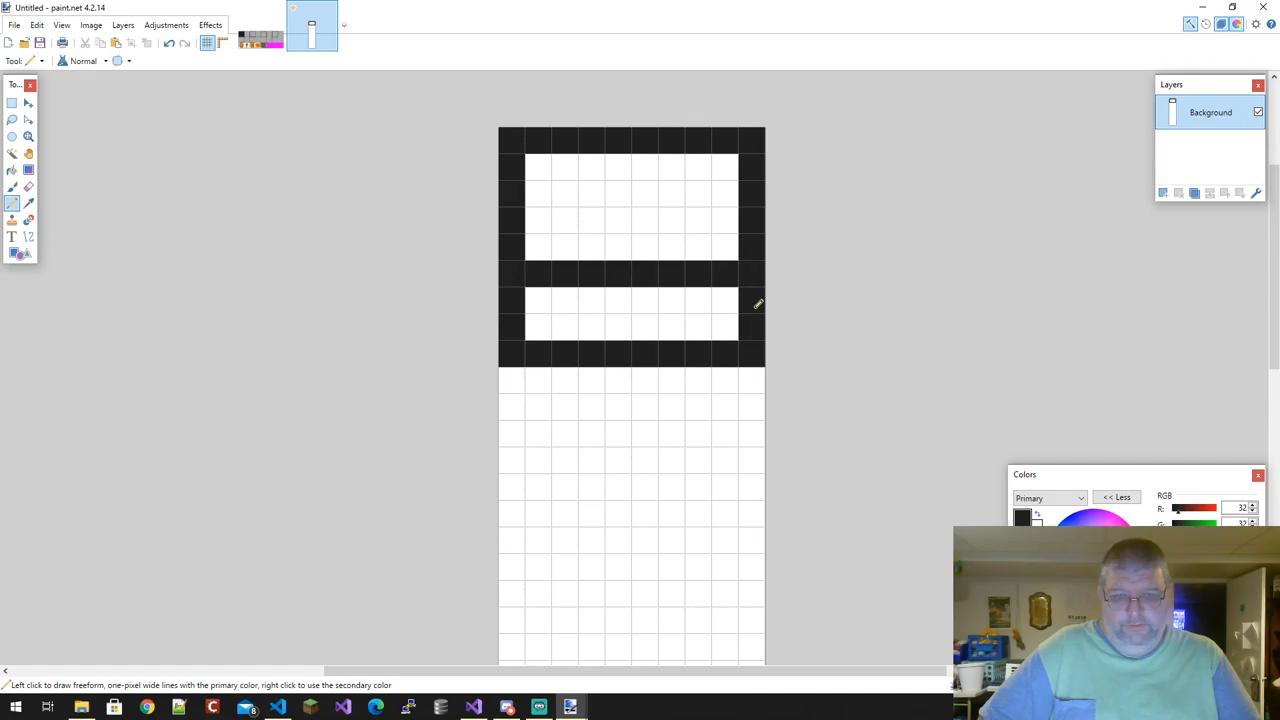 Untitled - paint.net 4.2.14
File Edit View Image Layers Adjustments Effects
Tool: Normal
To...
Layers
Background
Colors
Primary
<< Less
RGB
R: 32
G: 32
8
Left click to draw freeform, one-pixel wide lines with the primary color, right click to use the secondary color